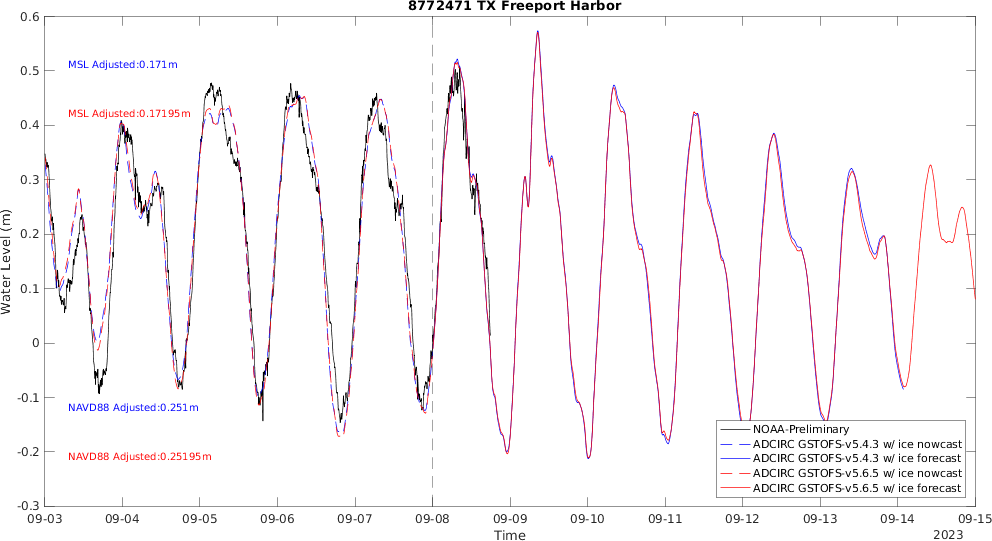 8772471 TX Freeport Harbor
0.6
0.5
0.4
0.3
0.2
0.1
0
-0.1
-0.2
-0.3
Water Level (m)
MSL Adjusted:0.171m
MSL Adjusted:0.17195m
NAVD88 Adjusted:0.251m
NAVD88 Adjusted:0.25195m
NOAA-Preliminary
ADCIRC GSTOFS-v5.4.3 w/ ice nowcast
ADCIRC GSTOFS-v5.4.3 w/ ice forecast
ADCIRC GSTOFS-v5.6.5 w/ ice nowcast
ADCIRC GSTOFS-v5.6.5 w/ ice forecast
09-03 09-04 09-05 09-06 09-07 09-08 09-09 09-10 09-11 09-12 09-13 09-14 09-15
Time
2023